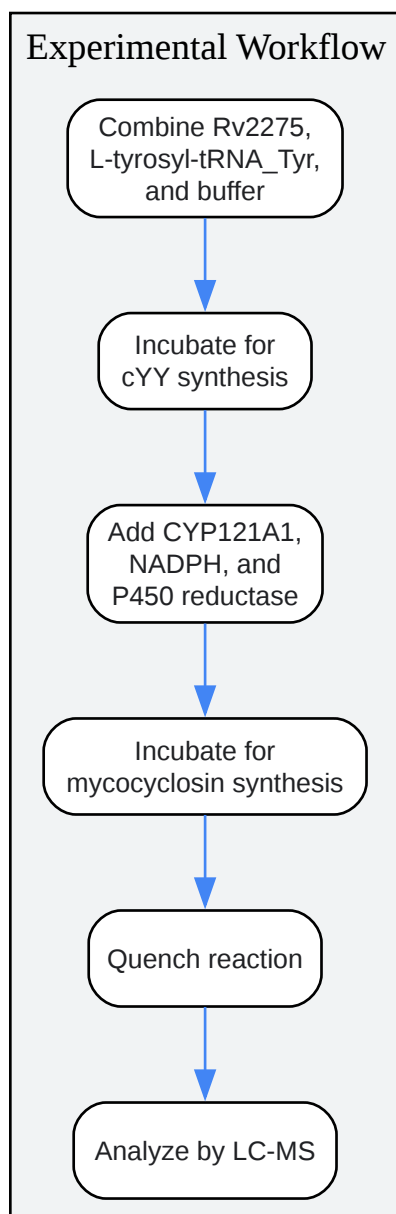 Experimental Workflow
Combine Rv2275,
L-tyrosyl-tRNA_Tyr,
and buffer
Incubate for
cYY synthesis
Add CYP121A1,
NADPH, and
P450 reductase
Incubate for
mycocyclosin synthesis
Quench reaction
Analyze by LC-MS